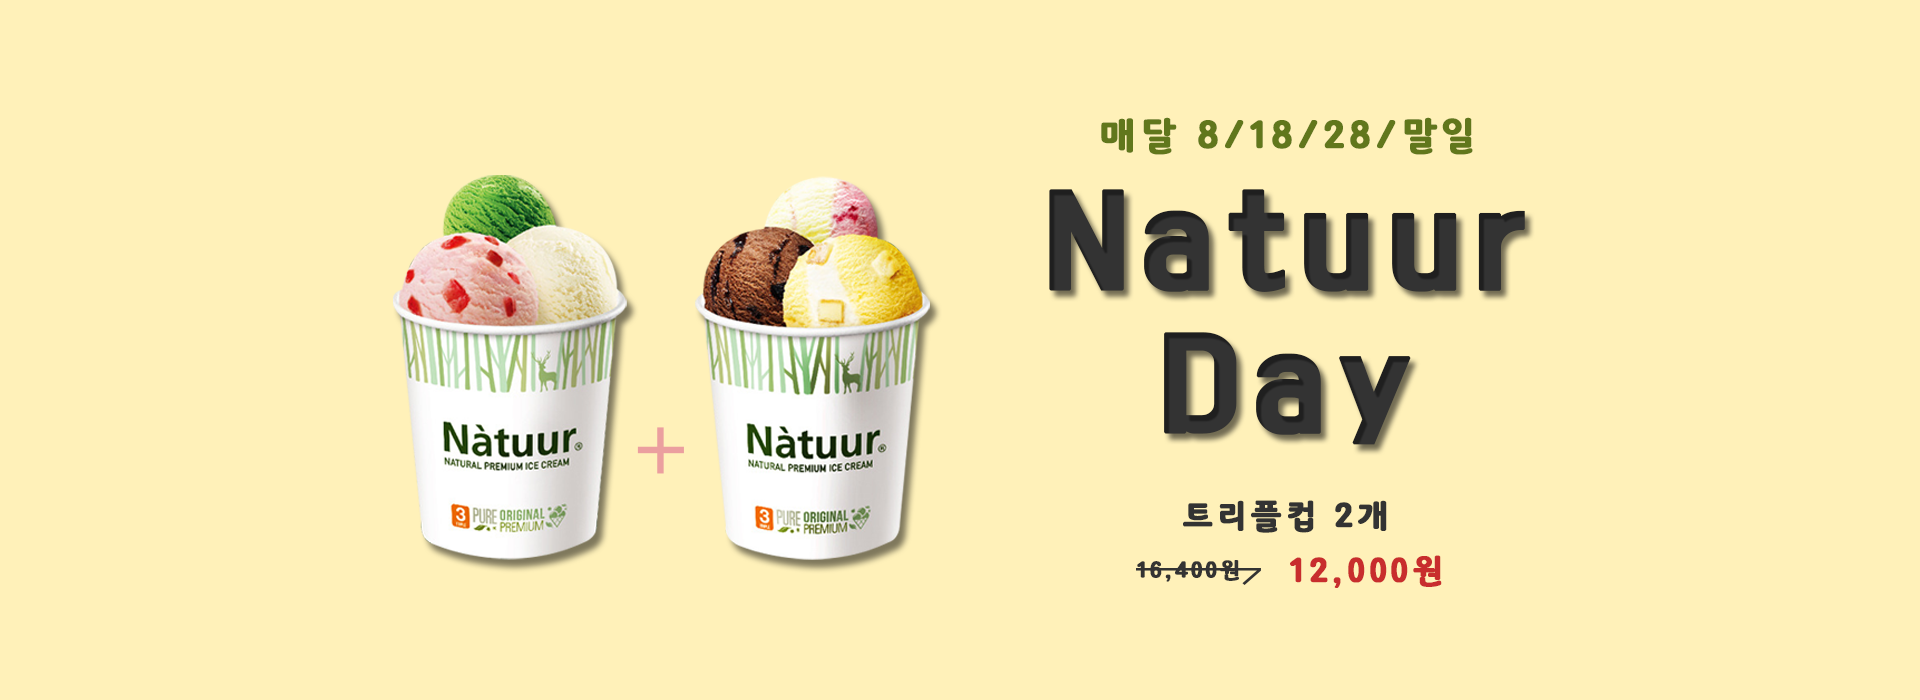 매달 8/18/28/말일
Natuur
Day
트리플컵 2개
16,400원 12,000원
Nàtuur®
NATURAL PREMIUM ICE CREAM
3 PURE ORIGINAL
PREMIUM
+
Nàtuur®
NATURAL PREMIUM ICE CREAM
3 PURE ORIGINAL
PREMIUM